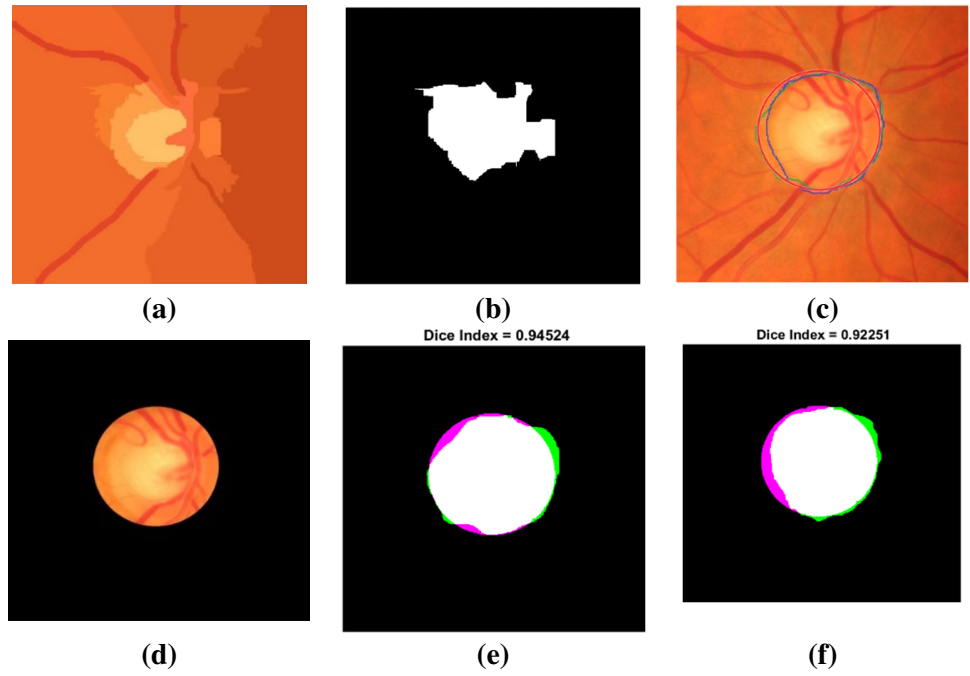 (a)
(b)
(c)
Dice Index = 0.94524
Dice Index = 0.92251
(d)
(e)
(f)